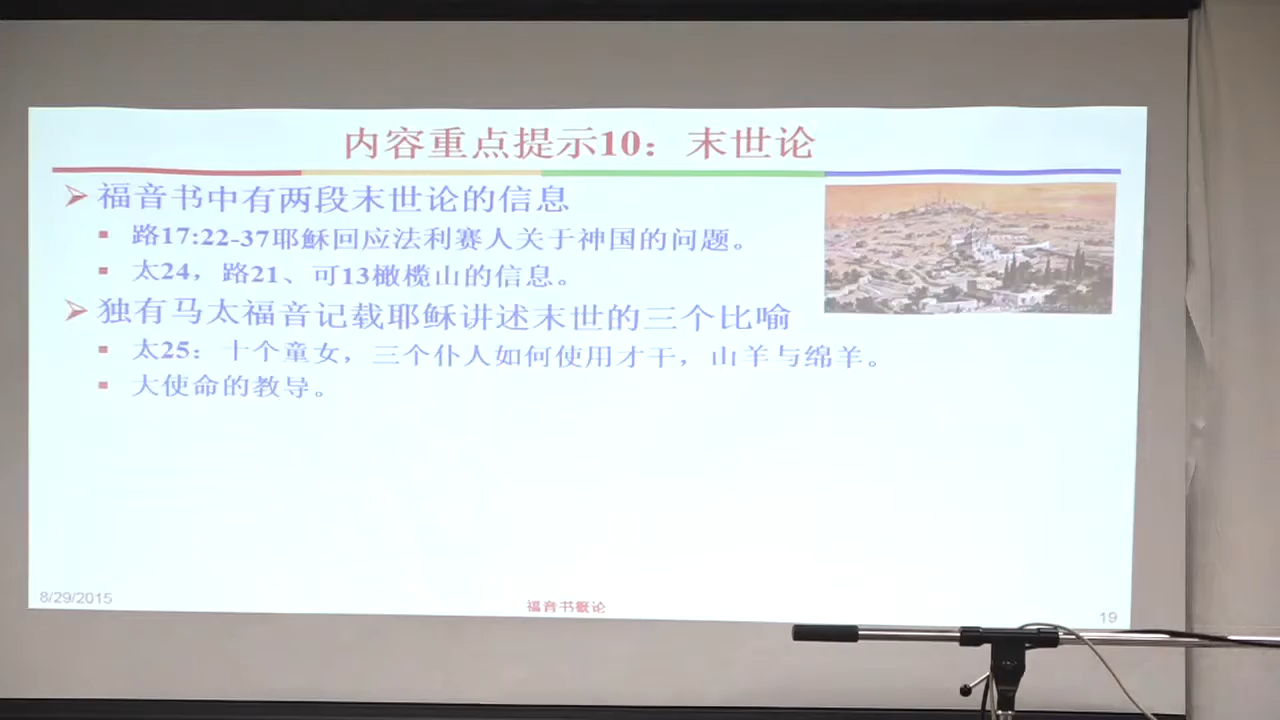 内容重点提示10：末世论
福音书中有两段末世论的信息
路17:22-37耶稣回应法利赛人关于神国的问题。
太24，路21、可13橄榄山的信息。
独有马太福音记载耶稣讲述末世的三个比喻
太25：十个童女，三个仆人如何使用才干，山羊与绵羊。
大使命的教导。
8/29/2015
福音书概论
19